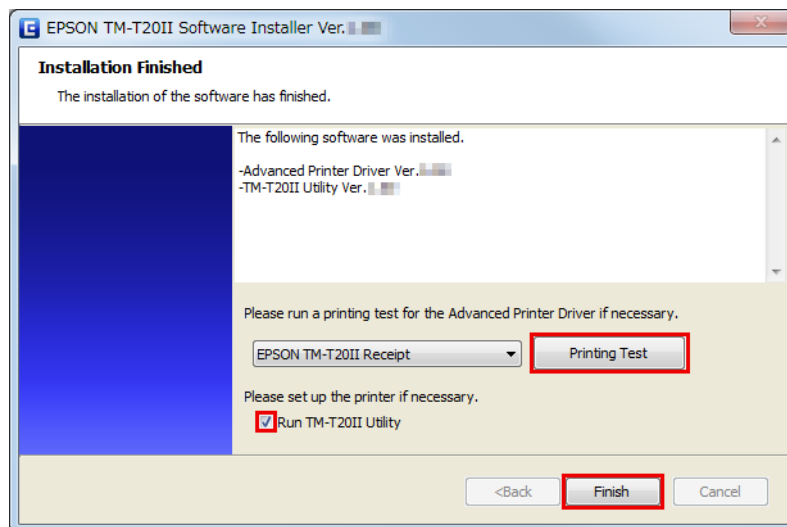 EPSON TM-T20II Software Installer Ver.
Installation Finished
The installation of the software has finished.
The following software was installed.
-Advanced Printer Driver Ver.
-TM-T20II Utility Ver.
Please run a printing test for the Advanced Printer Driver if necessary.
EPSON TM-T20II Receipt
Printing Test
Please set up the printer if necessary.
Run TM-T20II Utility
<Back
Finish
Cancel